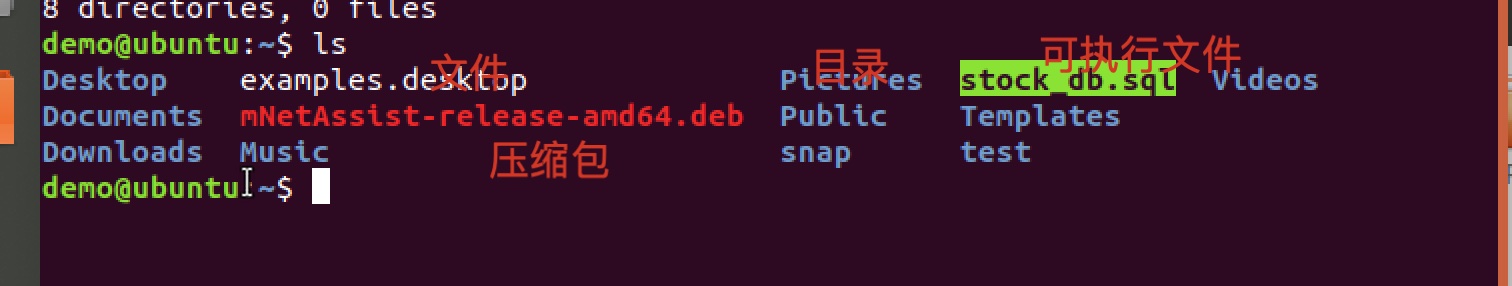 8 directories, 0 files
demo@ubuntu:~$ ls
文件 目录 可执行文件
Desktop examples.desktop Pictures stock_db.sql Videos
Documents mNetAssist-release-amd64.deb Public Templates
Downloads Music 压缩包 snap test
demo@ubuntu:~$